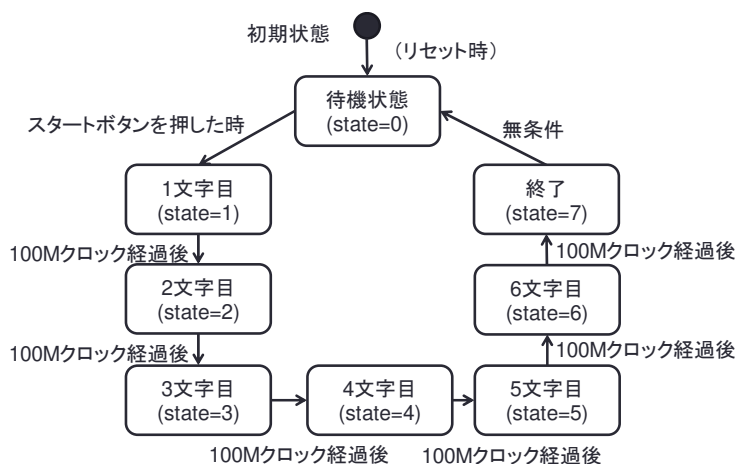 初期状態
(リセット時)
待機状態
(state=0)
スタートボタンを押した時
無条件
1文字目
(state=1)
終了
(state=7)
100Mクロック経過後
100Mクロック経過後
2文字目
(state=2)
6文字目
(state=6)
100Mクロック経過後
100Mクロック経過後
3文字目
(state=3)
4文字目
(state=4)
5文字目
(state=5)
100Mクロック経過後
100Mクロック経過後